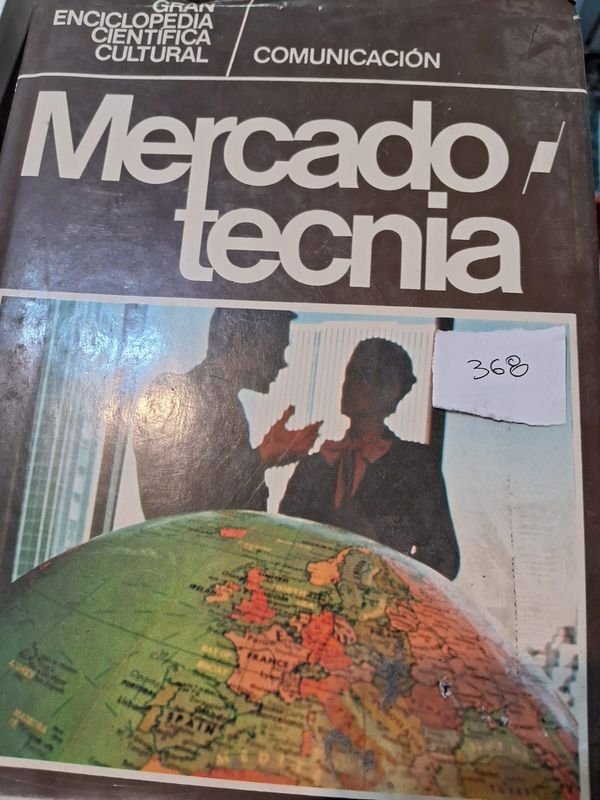 GRAN
ENCICLOPEDIA
CIENTÍFICA
CULTURAL
COMUNICACIÓN
Mercado
tecnia
368
FRANCE
SPAIN